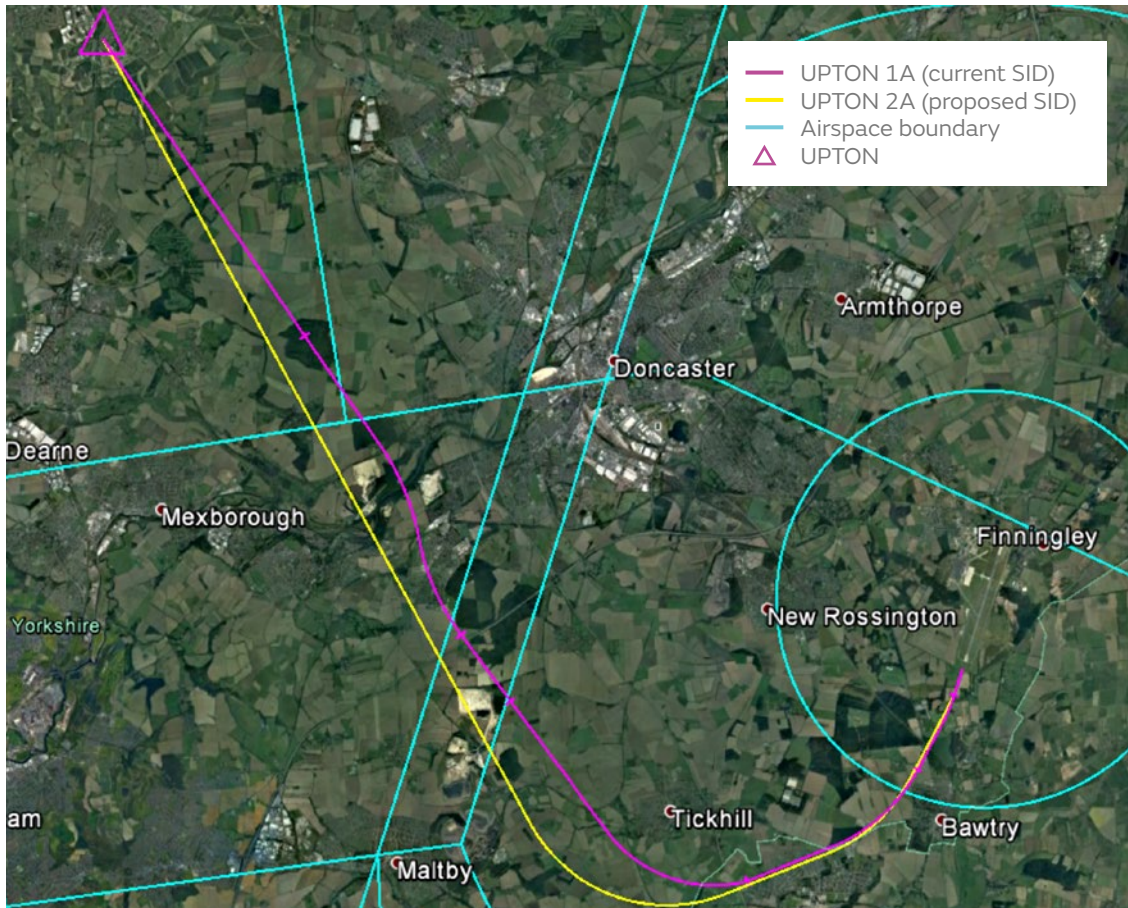 UPTON 1A (current SID)
UPTON 2A (proposed SID)
Airspace boundary
UPTON
Armthorpe
Doncaster
Dearne
Mexborough
Finningley
New Rossington
Yorkshire
Tickhill
Bawtry
am
Maltby